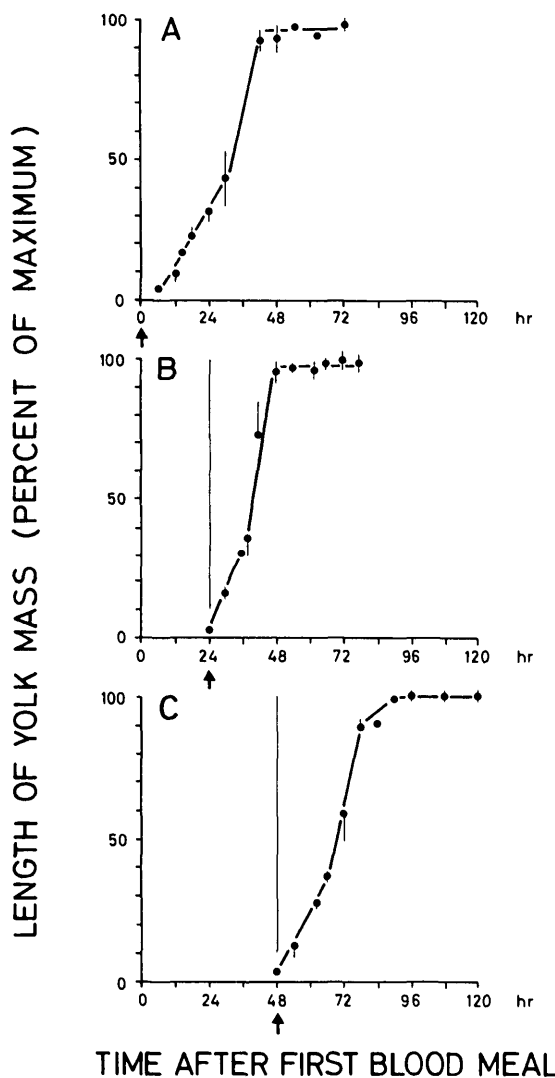 LENGTH OF YOLK MASS (PERCENT OF MAXIMUM)
A
100
50
0
0 24 48 72 96 120 hr
B
100
50
0
0 24 48 72 96 120 hr
C
100
50
0
0 24 48 72 96 120 hr
TIME AFTER FIRST BLOOD MEAL